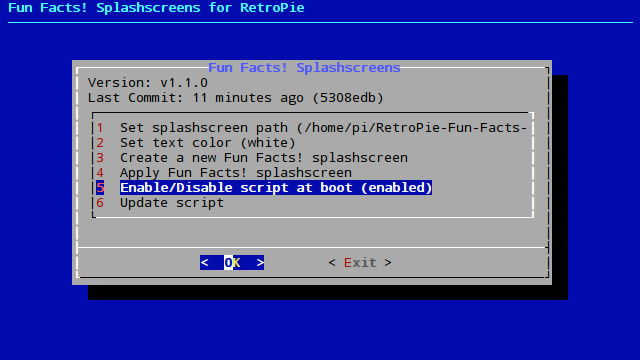 Fun Facts! Splashscreens for RetroPie
Fun Facts! Splashscreens
Version: v1.1.0
Last Commit: 11 minutes ago (5308edb)
1 Set splashscreen path (/home/pi/RetroPie-Fun-Facts-
2 Set text color (white)
3 Create a new Fun Facts! splashscreen
4 Apply Fun Facts! splashscreen
5 Enable/Disable script at boot (enabled)
6 Update script
< OK > < Exit >